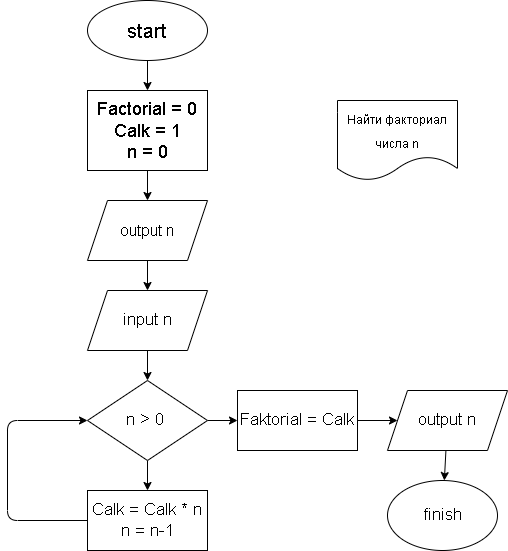 start
Factorial = 0
Calk = 1
n = 0
Найти факториал
числа n
output n
input n
n > 0
Faktorial = Calk
output n
Calk = Calk * n
n = n-1
finish